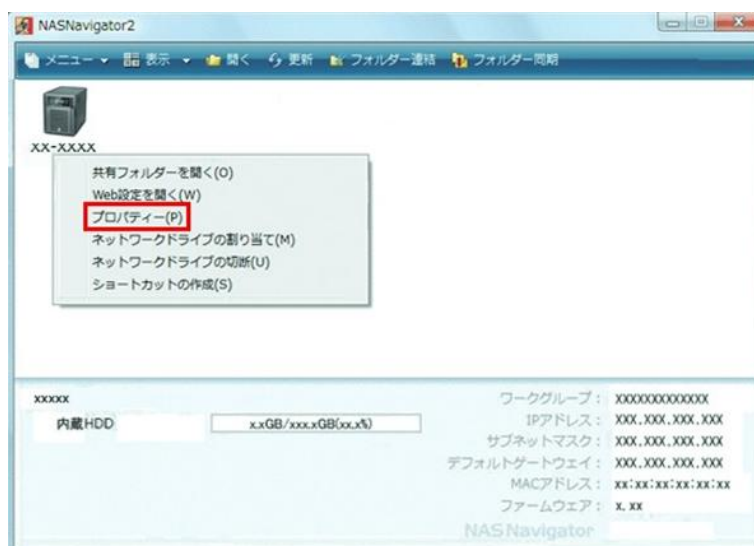 NASNavigator2
メニュー 表示 開く 更新 フォルダー連結 フォルダー同期
XX-XXXX
共有フォルダーを開く(O)
Web設定を開く(W)
プロパティー(P)
ネットワークドライブの割り当て(M)
ネットワークドライブの切断(U)
ショートカットの作成(S)
xxxxx
内蔵HDD x.xGB/xxx.xGB(xx.x%)
ワークグループ: XXXXXXXXXXXXX
IPアドレス: XXX.XXX.XXX.XXX
サブネットマスク: XXX.XXX.XXX.XXX
デフォルトゲートウェイ: XXX.XXX.XXX.XXX
MACアドレス: xx:xx:xx:xx:xx:xx
ファームウェア: x.xx
NAS Navigator